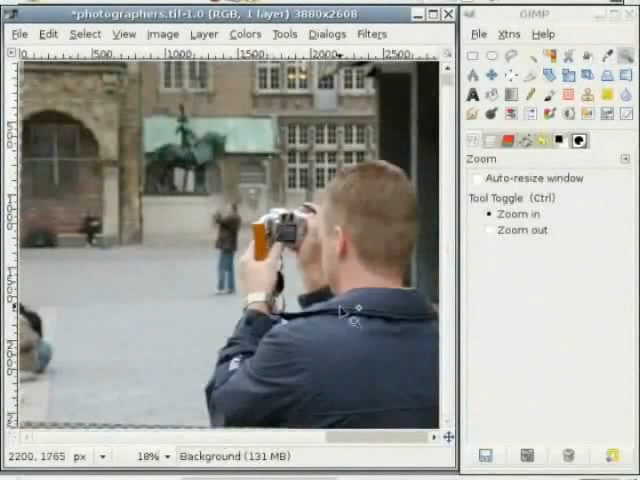 *photographers.tif-1.0 (RGB, 1 layer) 3880x2608
File Edit Select View Image Layer Colors Tools Dialogs Filters
0 500 1000 1500 2000 2500
2200, 1765 px 18% Background (131 MB)
GIMP
File Xtns Help
Zoom
Auto-resize window
Tool Toggle (Ctrl)
Zoom in
Zoom out